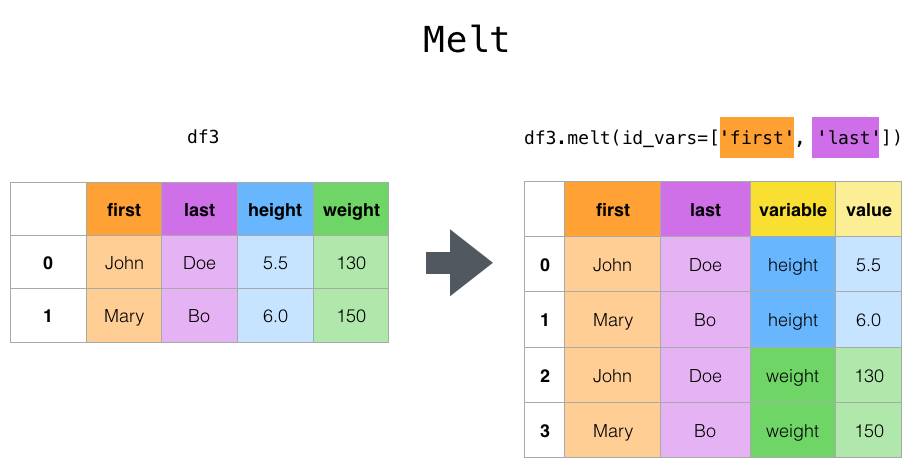 Melt
df3
first last height weight
0 John Doe 5.5 130
1 Mary Bo 6.0 150
df3.melt(id_vars=['first', 'last'])
first last variable value
0 John Doe height 5.5
1 Mary Bo height 6.0
2 John Doe weight 130
3 Mary Bo weight 150